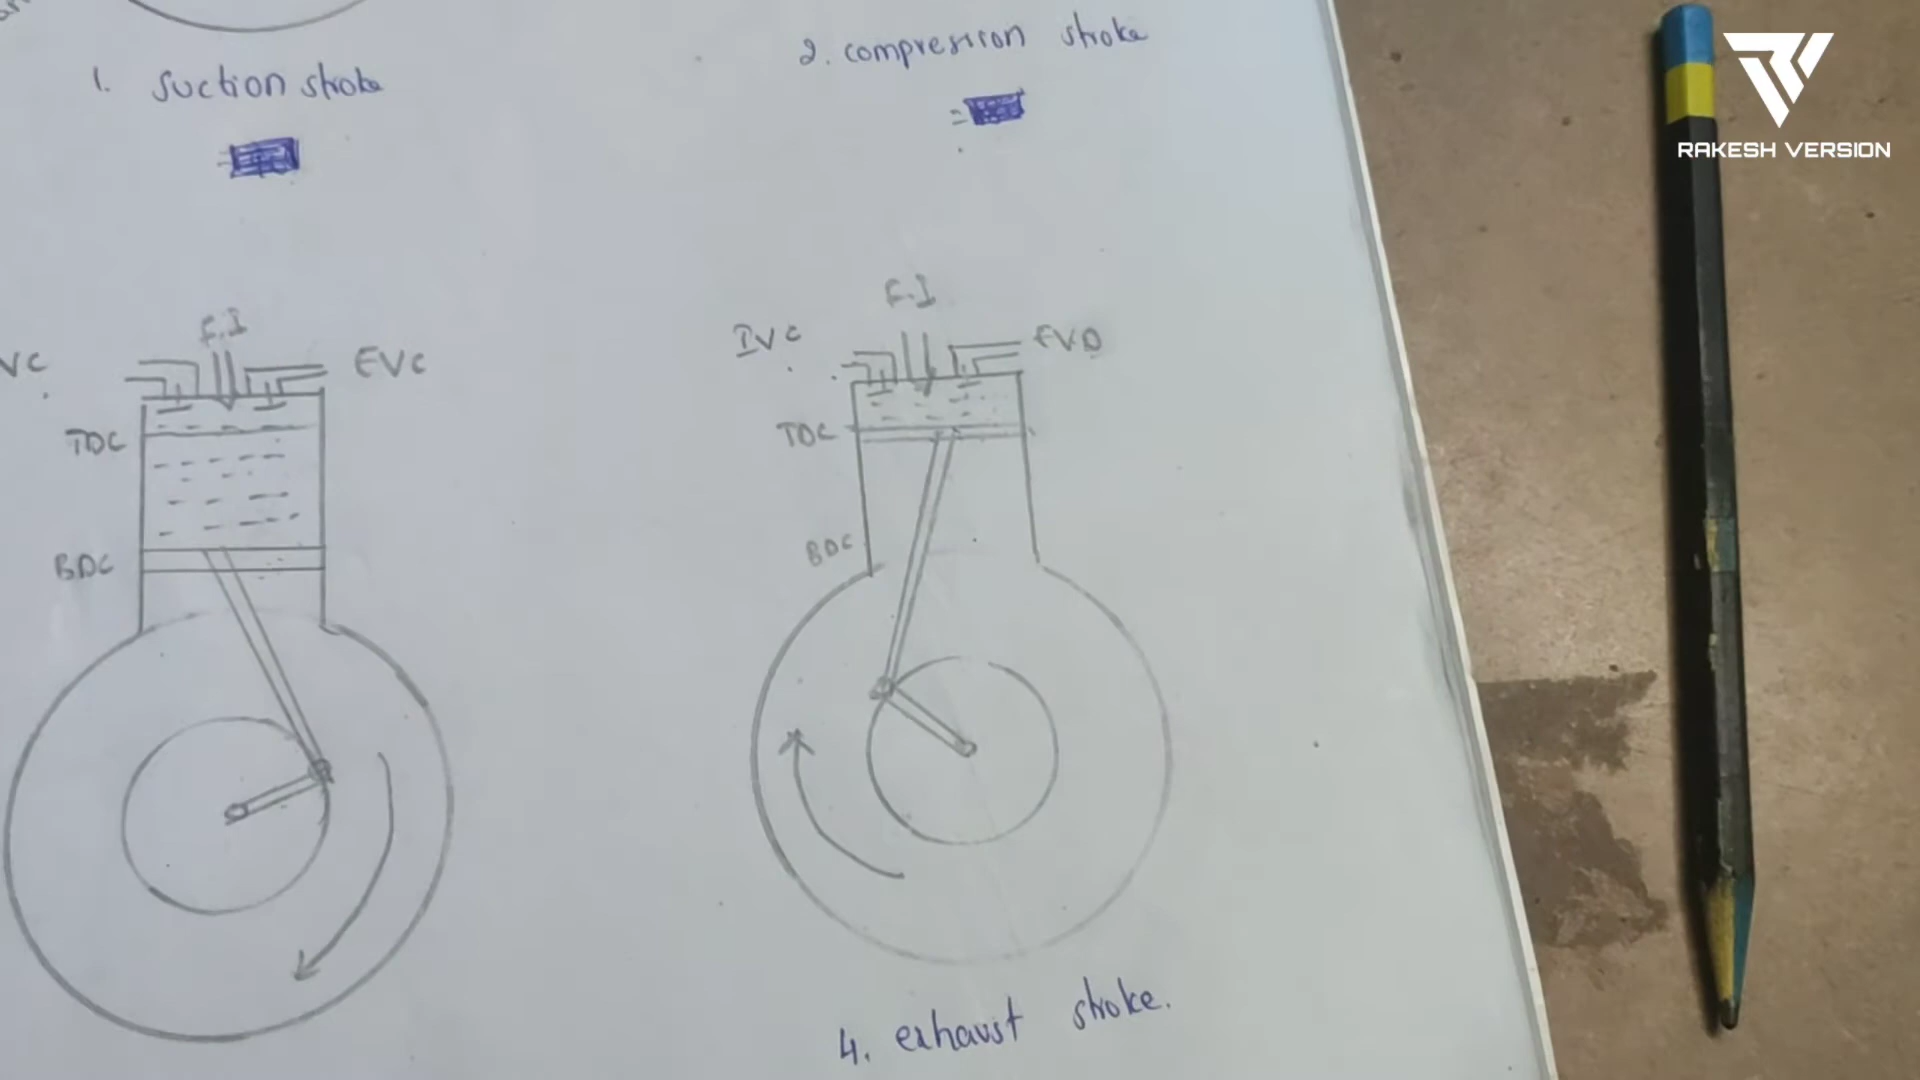 1. Suction stroke
2. compression stroke
F.I
VC
EVC
TDC
BDC
F.I
IVC
EVO
TDC
BDC
4. exhaust stroke.
RAKESH VERSION